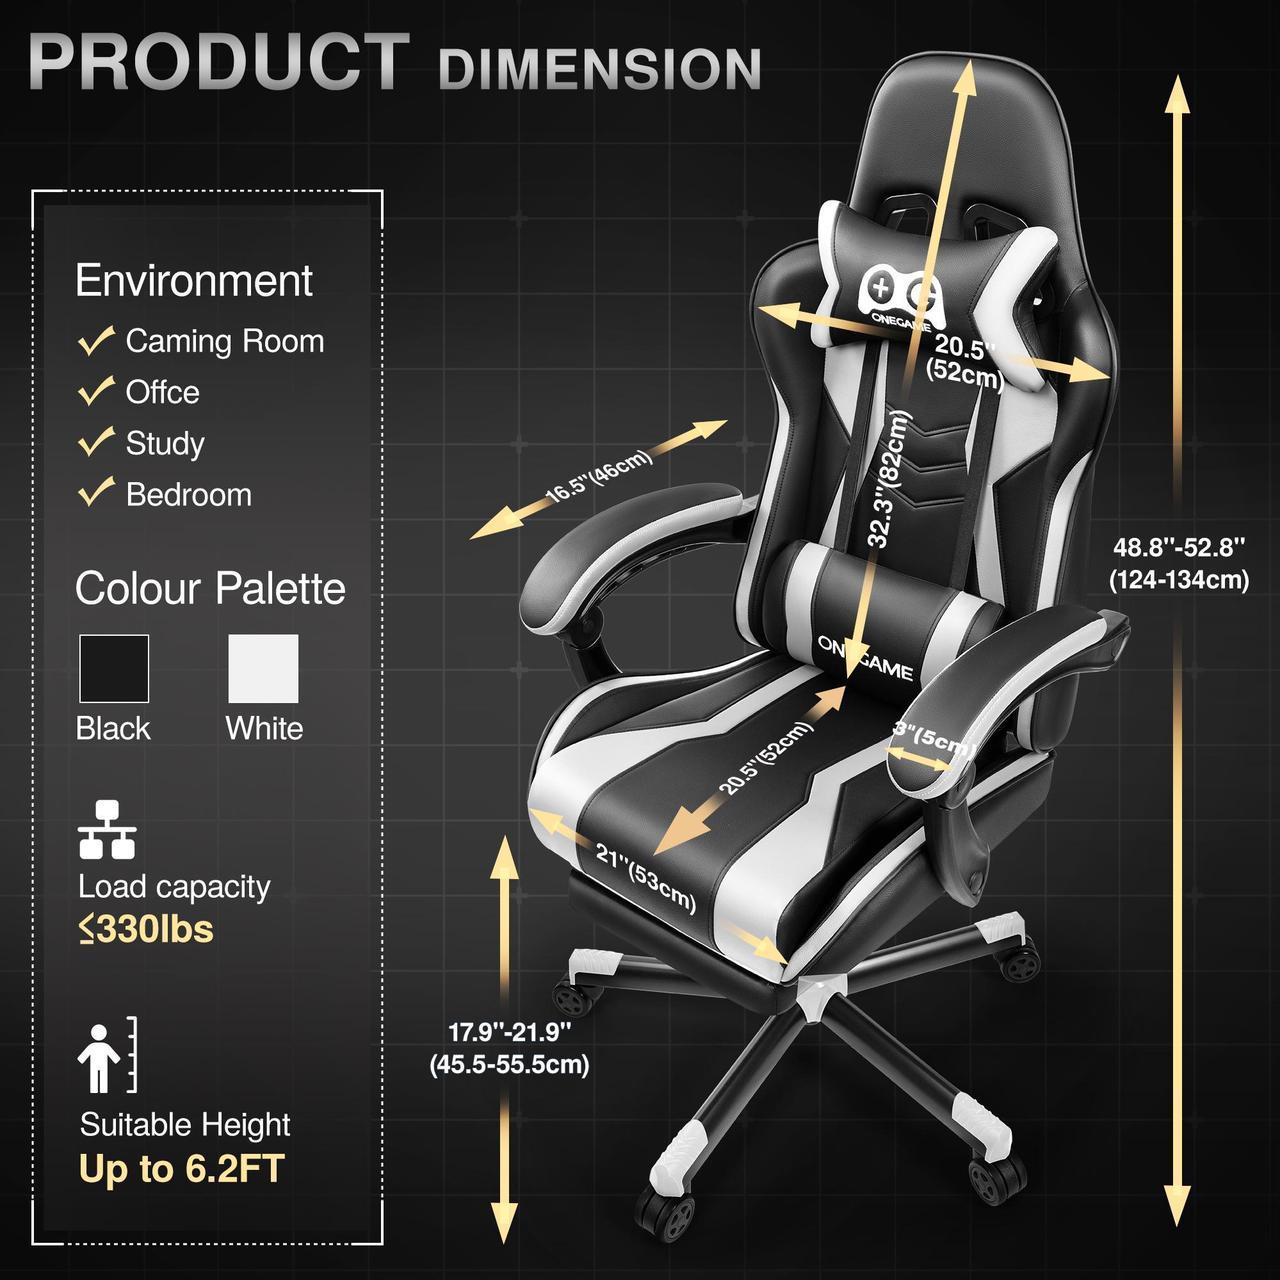 PRODUCT DIMENSION
Environment
Caming Room
Offce
Study
Bedroom
Colour Palette
Black
White
Load capacity
≤330lbs
Suitable Height
Up to 6.2FT
ONEGAME
20.5"
(52cm)
32.3"(82cm)
16.5"(46cm)
48.8"-52.8"
(124-134cm)
ONEGAME
3"(5cm)
20.5"(52cm)
21"(53cm)
17.9"-21.9"
(45.5-55.5cm)